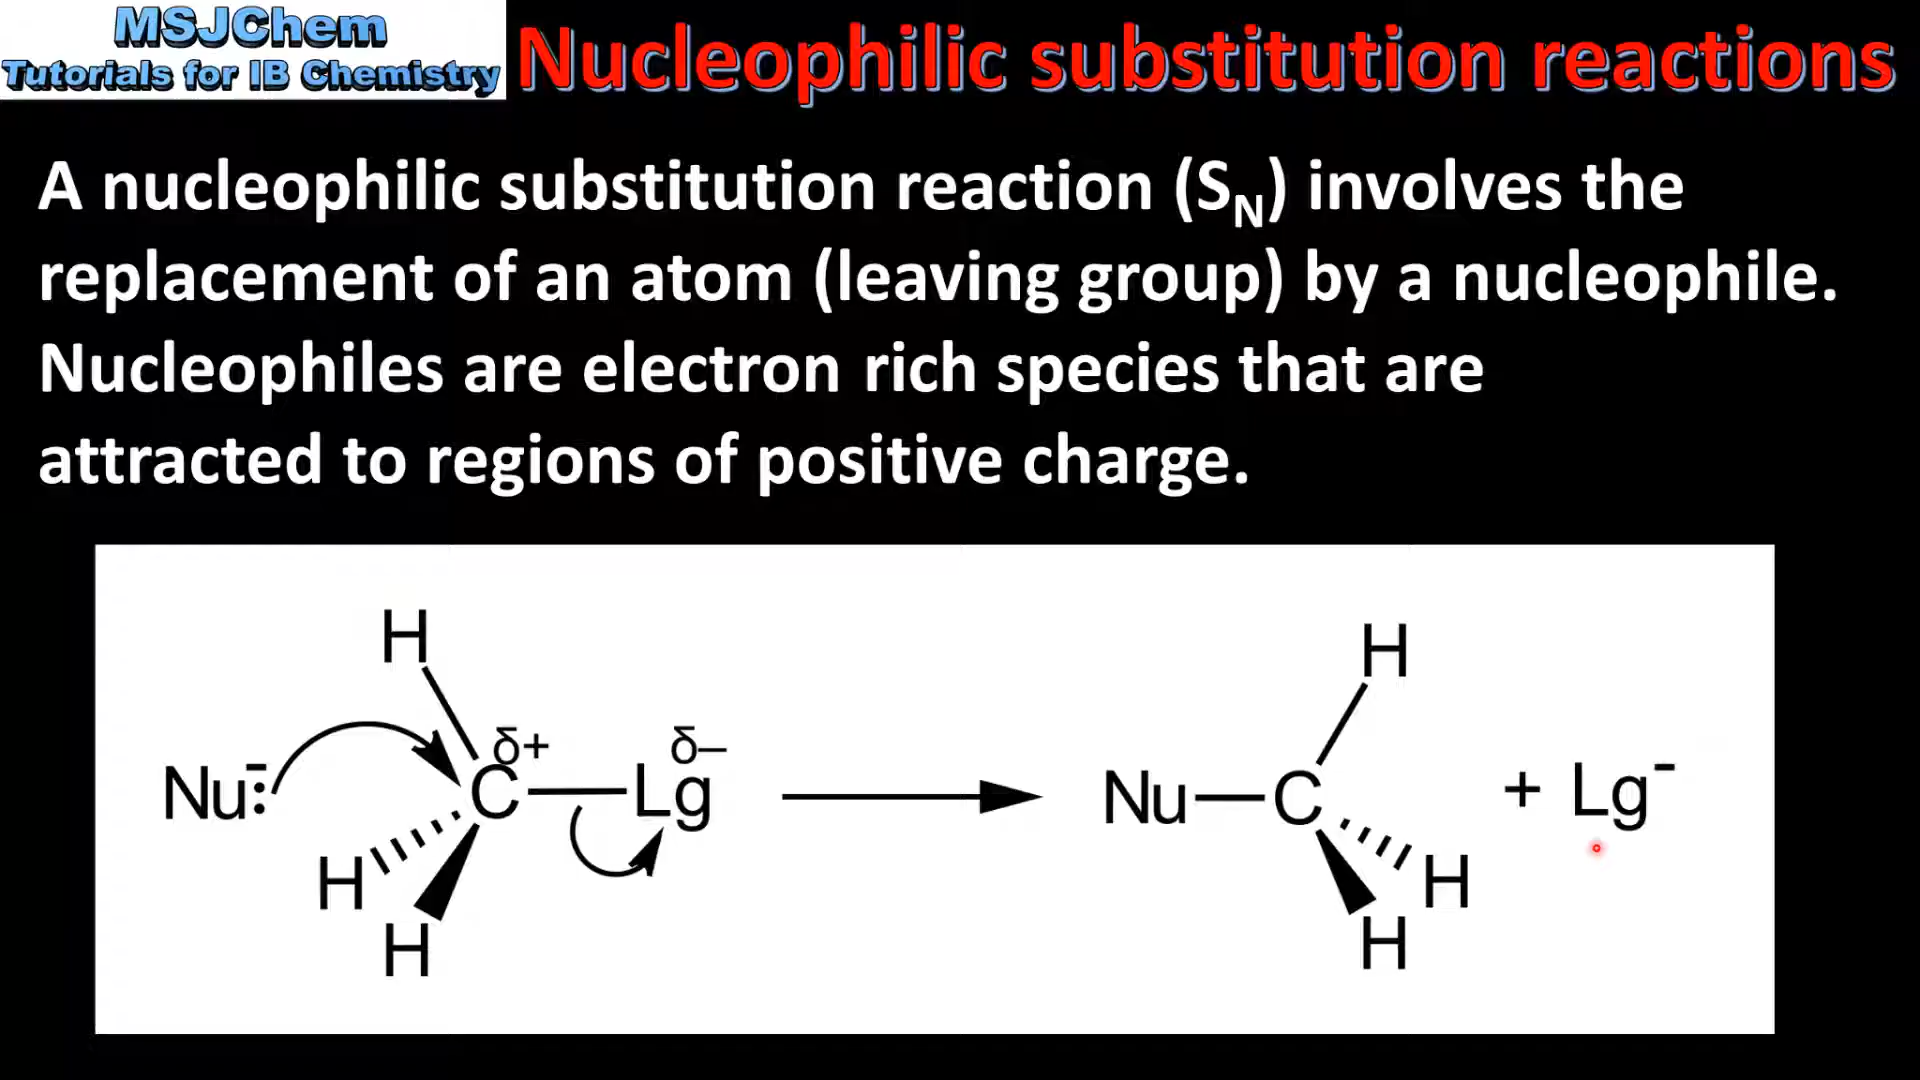 MSJChem
Tutorials for IB Chemistry
Nucleophilic substitution reactions
A nucleophilic substitution reaction (SN) involves the
replacement of an atom (leaving group) by a nucleophile.
Nucleophiles are electron rich species that are
attracted to regions of positive charge.
H H
δ+ δ–
Nu:- C Lg Nu C + Lg-
H H
H H